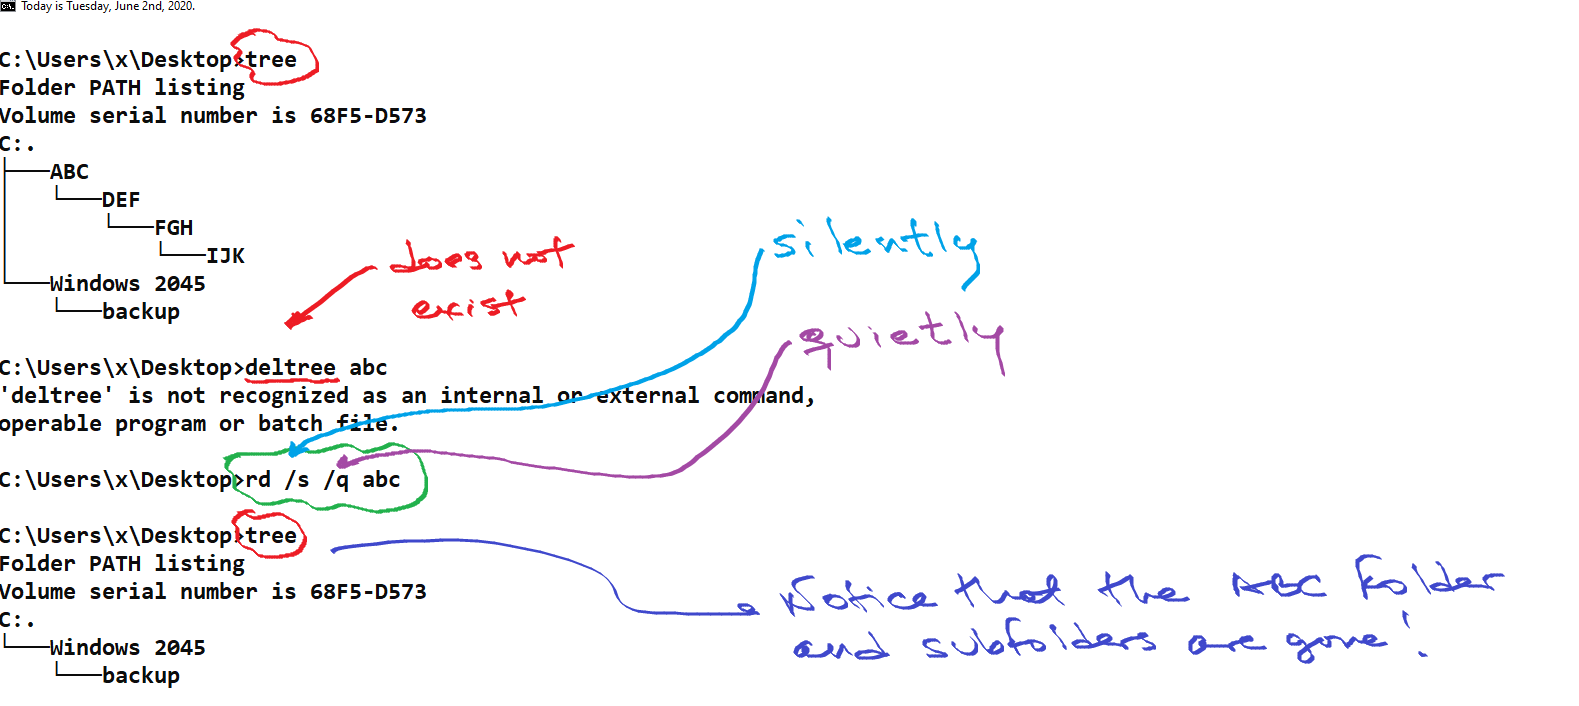 Today is Tuesday, June 2nd, 2020.
C:\Users\x\Desktop>tree
Folder PATH listing
Volume serial number is 68F5-D573
C:.
├───ABC
│   └───DEF
│       └───FGH
│           └───IJK
└───Windows 2045
    └───backup
does not
exist
silently
quietly
C:\Users\x\Desktop>deltree abc
'deltree' is not recognized as an internal or external command,
operable program or batch file.
C:\Users\x\Desktop>rd /s /q abc
C:\Users\x\Desktop>tree
Folder PATH listing
Volume serial number is 68F5-D573
C:.
└───Windows 2045
    └───backup
Notice that the ABC Folder
and subfolders are gone!